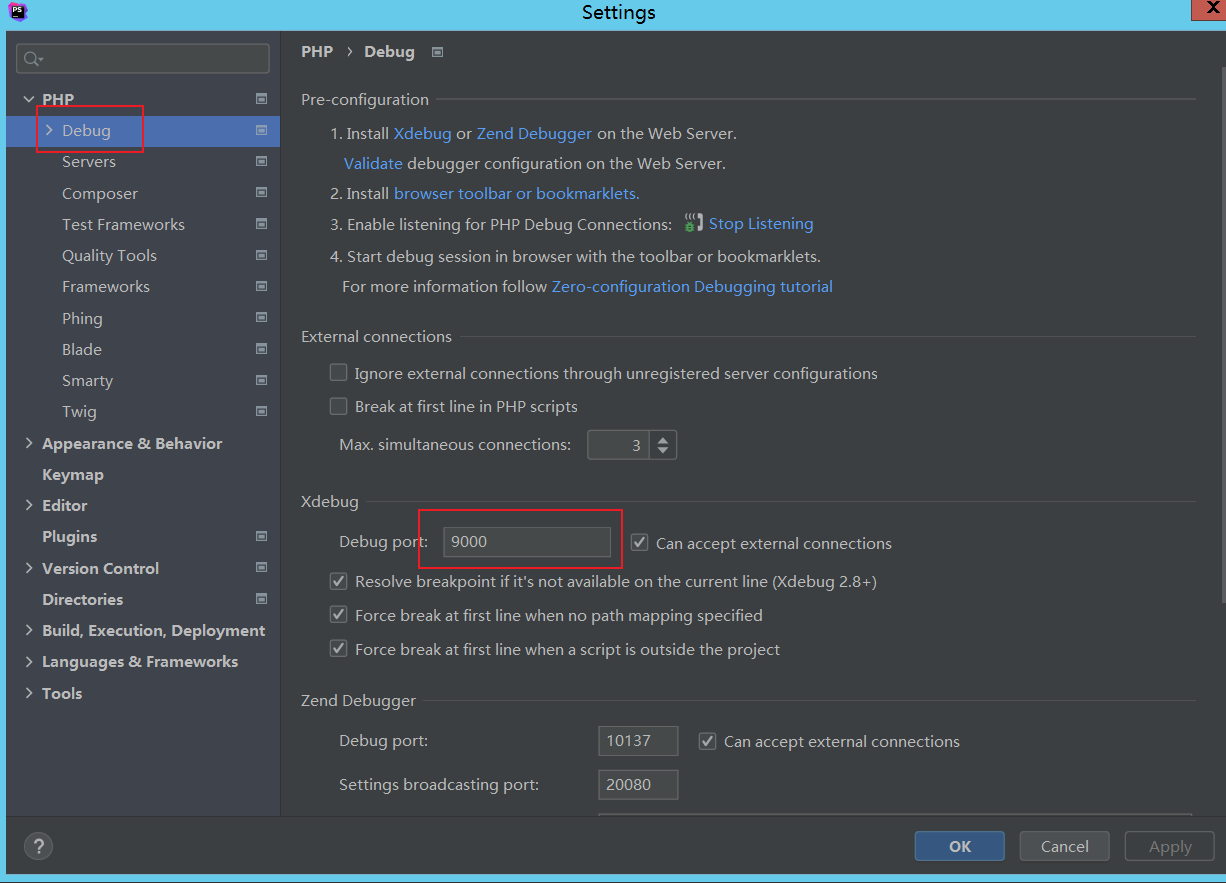 PS
Settings
X
PHP
Debug
Servers
Composer
Test Frameworks
Quality Tools
Frameworks
Phing
Blade
Smarty
Twig
Appearance & Behavior
Keymap
Editor
Plugins
Version Control
Directories
Build, Execution, Deployment
Languages & Frameworks
Tools
PHP › Debug
Pre-configuration
1. Install Xdebug or Zend Debugger on the Web Server.
Validate debugger configuration on the Web Server.
2. Install browser toolbar or bookmarklets.
3. Enable listening for PHP Debug Connections: Stop Listening
4. Start debug session in browser with the toolbar or bookmarklets.
For more information follow Zero-configuration Debugging tutorial
External connections
Ignore external connections through unregistered server configurations
Break at first line in PHP scripts
Max. simultaneous connections: 3
Xdebug
Debug port: 9000 Can accept external connections
Resolve breakpoint if it's not available on the current line (Xdebug 2.8+)
Force break at first line when no path mapping specified
Force break at first line when a script is outside the project
Zend Debugger
Debug port: 10137 Can accept external connections
Settings broadcasting port: 20080
? OK Cancel Apply